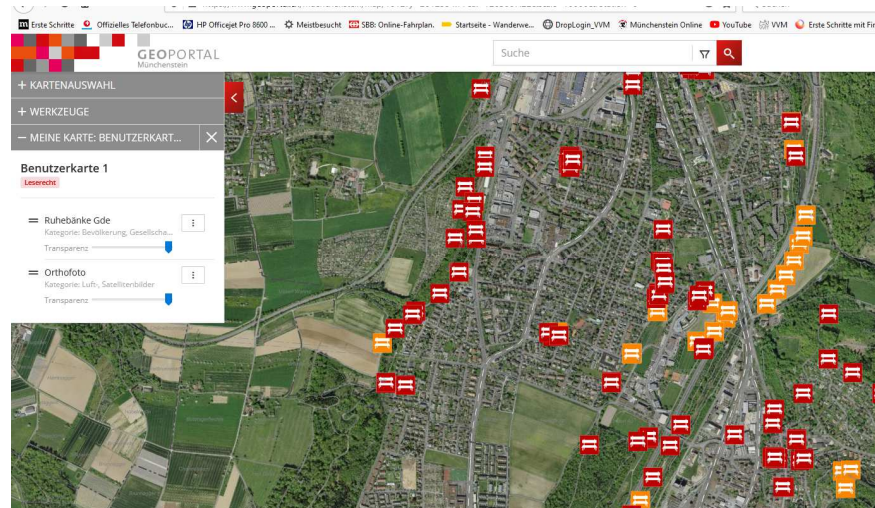 Erste Schritte Offizielles Telefonbuc... HP Officejet Pro 8600 ... Meistbesucht SBB: Online-Fahrplan. Startseite - Wanderwe... DropLogin_VVM Münchenstein Online YouTube VVM Erste Schritte mit Fir
GEOPORTAL
Münchenstein
Suche
+ KARTENAUSWAHL
+ WERKZEUGE
– MEINE KARTE: BENUTZERKART...
Benutzerkarte 1
Leserecht
Ruhebänke Gde
Kategorie: Bevölkerung, Gesellscha...
Transparenz
Orthofoto
Kategorie: Luft-, Satellitenbilder
Transparenz